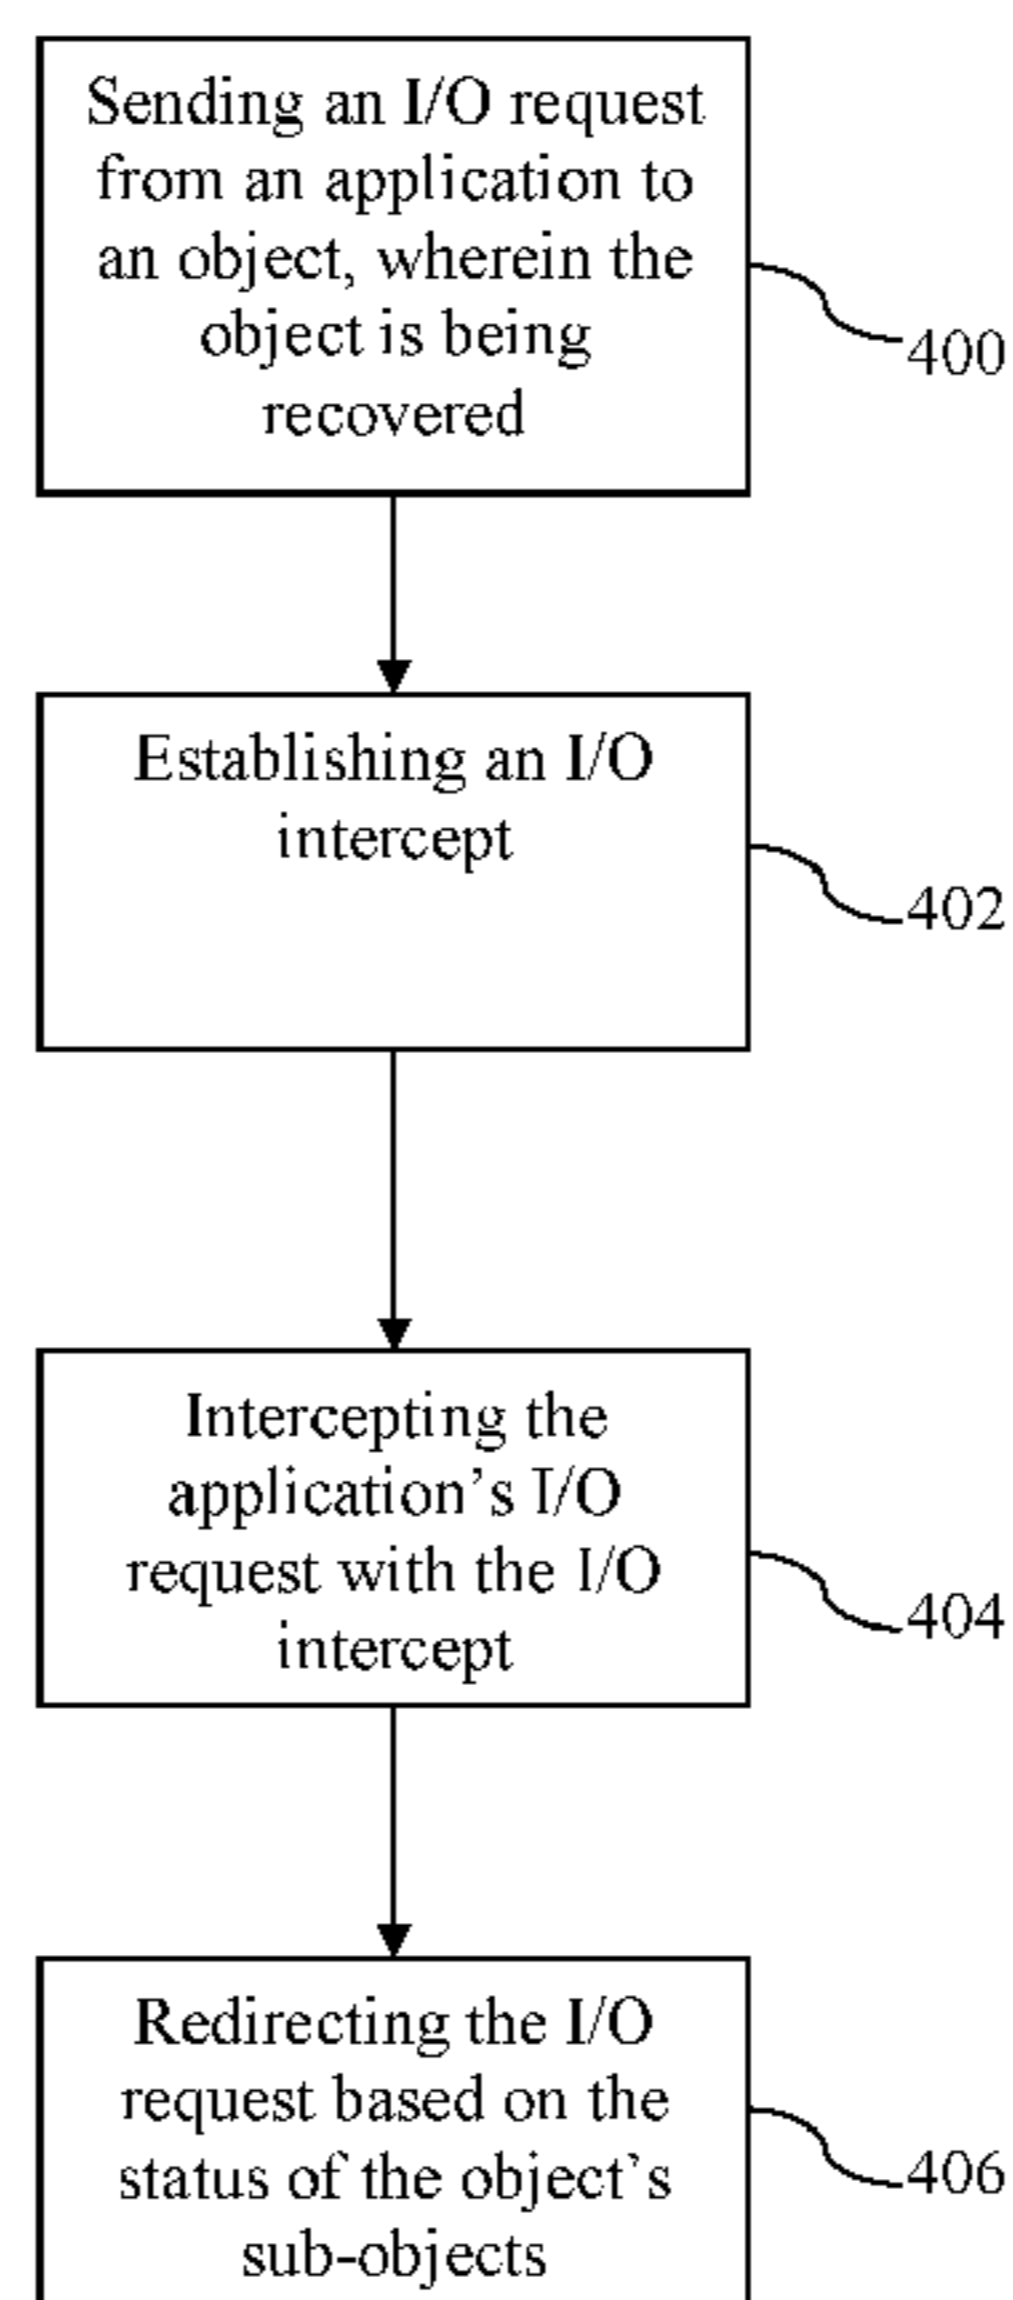 Sending an I/O request
from an application to
an object, wherein the
object is being
recovered
400
Establishing an I/O
intercept
402
Intercepting the
application’s I/O
request with the I/O
intercept
404
Redirecting the I/O
request based on the
status of the object’s
sub-objects
406